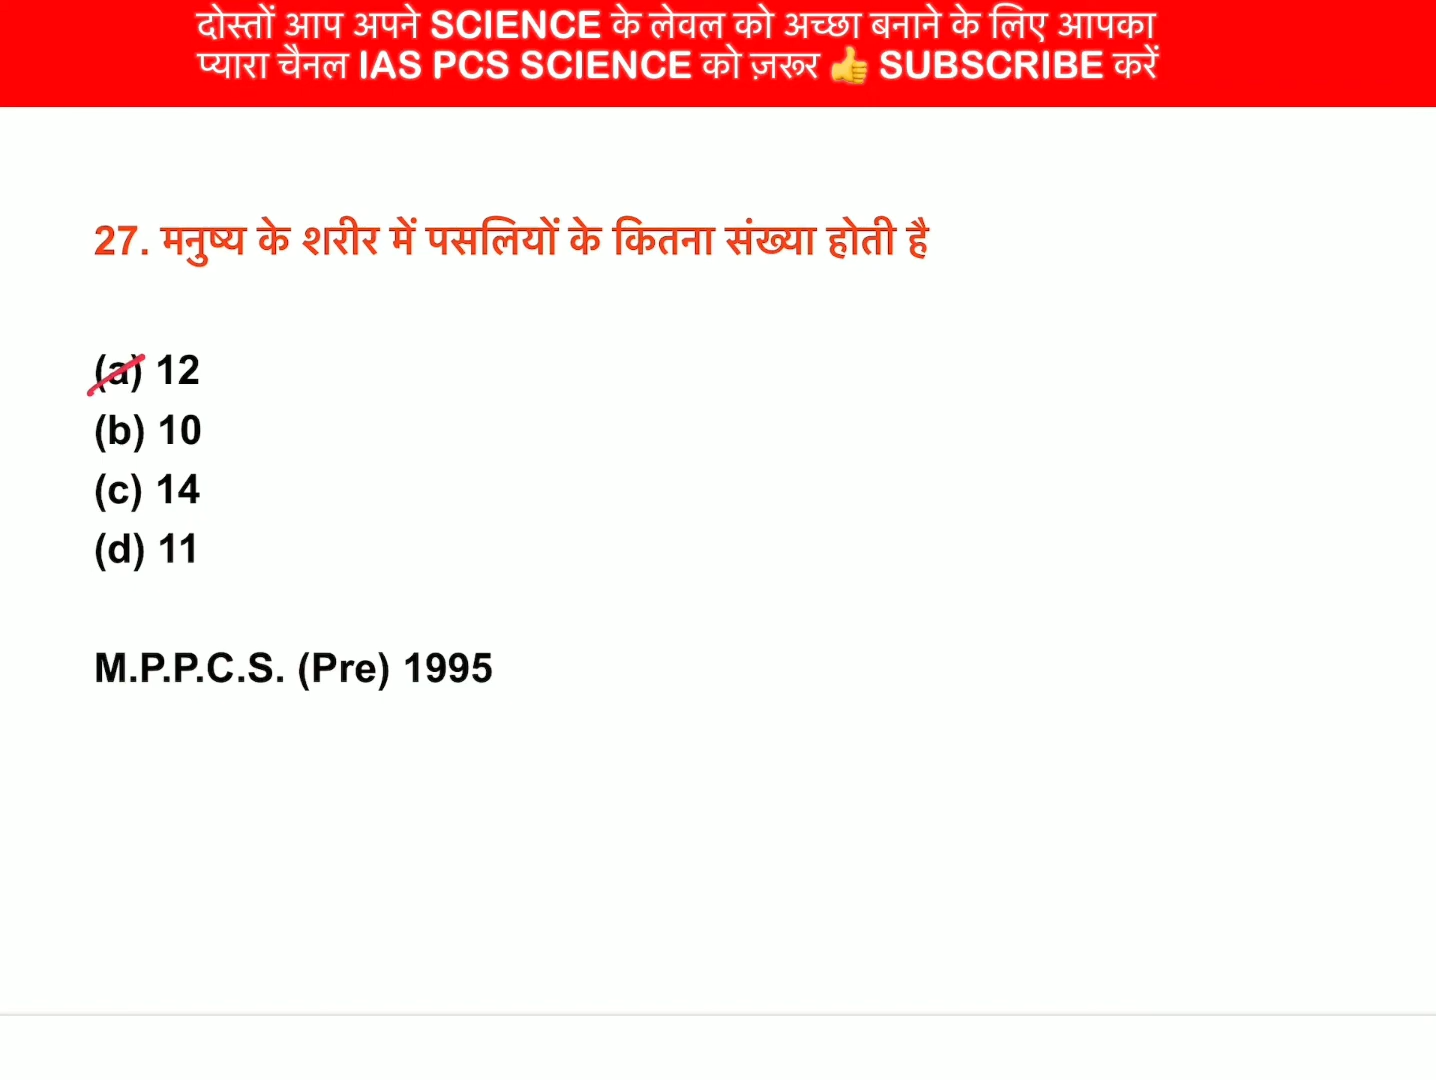 दोस्तों आप अपने SCIENCE के लेवल को अच्छा बनाने के लिए आपका
प्यारा चैनल IAS PCS SCIENCE को ज़रूर 👍 SUBSCRIBE करें
27. मनुष्य के शरीर में पसलियों के कितना संख्या होती है
(a) 12
(b) 10
(c) 14
(d) 11
M.P.P.C.S. (Pre) 1995